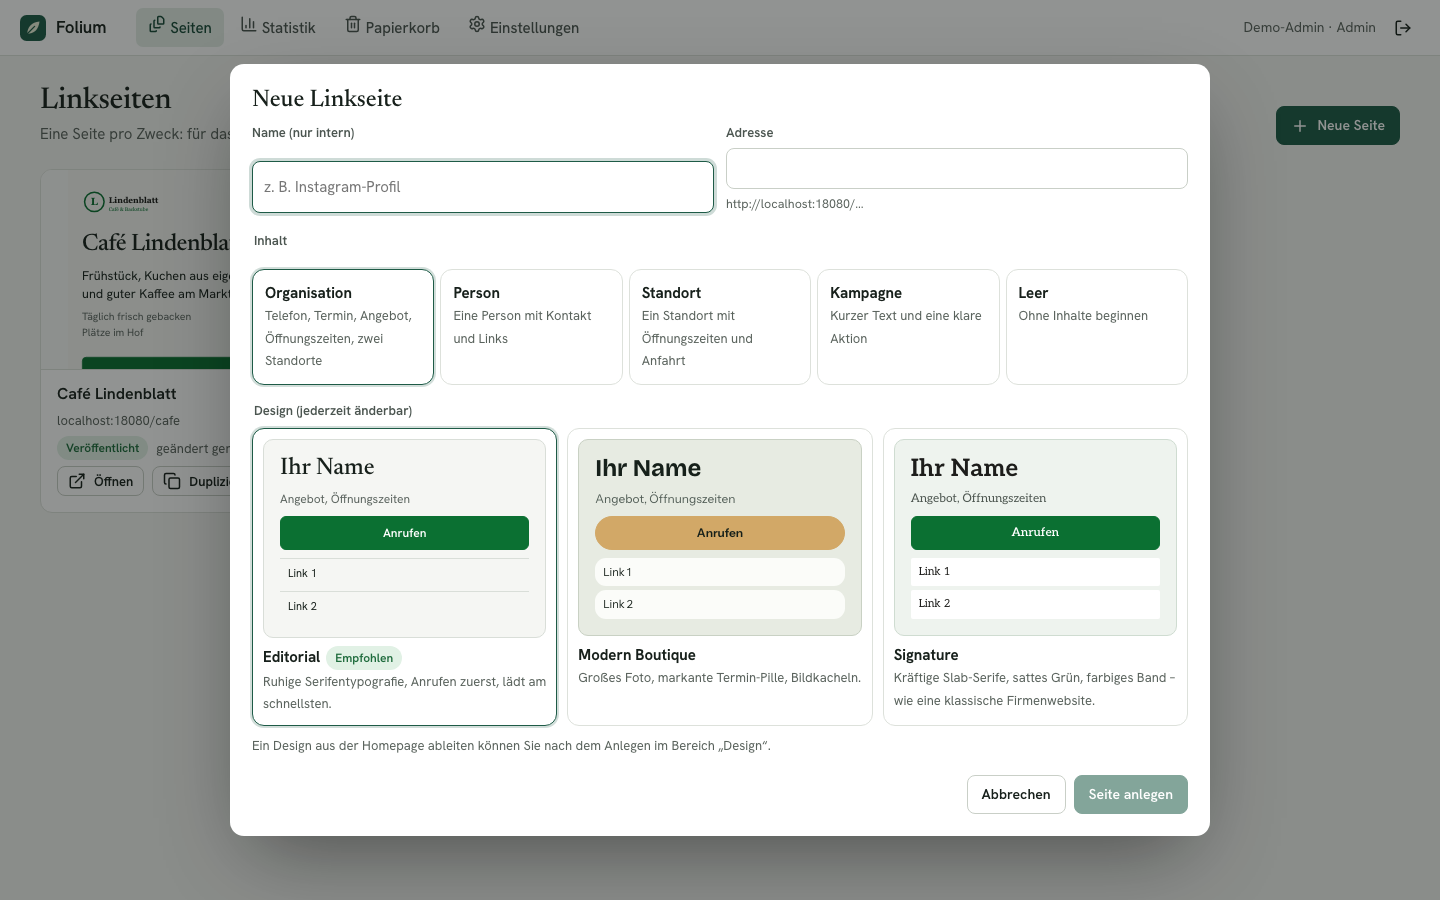 Folium
Seiten
Statistik
Papierkorb
Einstellungen
Demo-Admin · Admin
Linkseiten
Eine Seite pro Zweck: für das
Neue Seite
L
Lindenblatt
Café & Backstube
Café Lindenbla
Frühstück, Kuchen aus eig
und guter Kaffee am Markt
Täglich frisch gebacken
Plätze im Hof
Café Lindenblatt
localhost:18080/cafe
Veröffentlicht
geändert ger
Öffnen
Duplizi
Neue Linkseite
Name (nur intern)
Adresse
z. B. Instagram-Profil
http://localhost:18080/…
Inhalt
Organisation
Telefon, Termin, Angebot,
Öffnungszeiten, zwei
Standorte
Person
Eine Person mit Kontakt
und Links
Standort
Ein Standort mit
Öffnungszeiten und
Anfahrt
Kampagne
Kurzer Text und eine klare
Aktion
Leer
Ohne Inhalte beginnen
Design (jederzeit änderbar)
Ihr Name
Angebot, Öffnungszeiten
Anrufen
Link 1
Link 2
Editorial
Empfohlen
Ruhige Serifentypografie, Anrufen zuerst, lädt am
schnellsten.
Ihr Name
Angebot, Öffnungszeiten
Anrufen
Link 1
Link 2
Modern Boutique
Großes Foto, markante Termin-Pille, Bildkacheln.
Ihr Name
Angebot, Öffnungszeiten
Anrufen
Link 1
Link 2
Signature
Kräftige Slab-Serife, sattes Grün, farbiges Band –
wie eine klassische Firmenwebsite.
Ein Design aus der Homepage ableiten können Sie nach dem Anlegen im Bereich „Design“.
Abbrechen
Seite anlegen